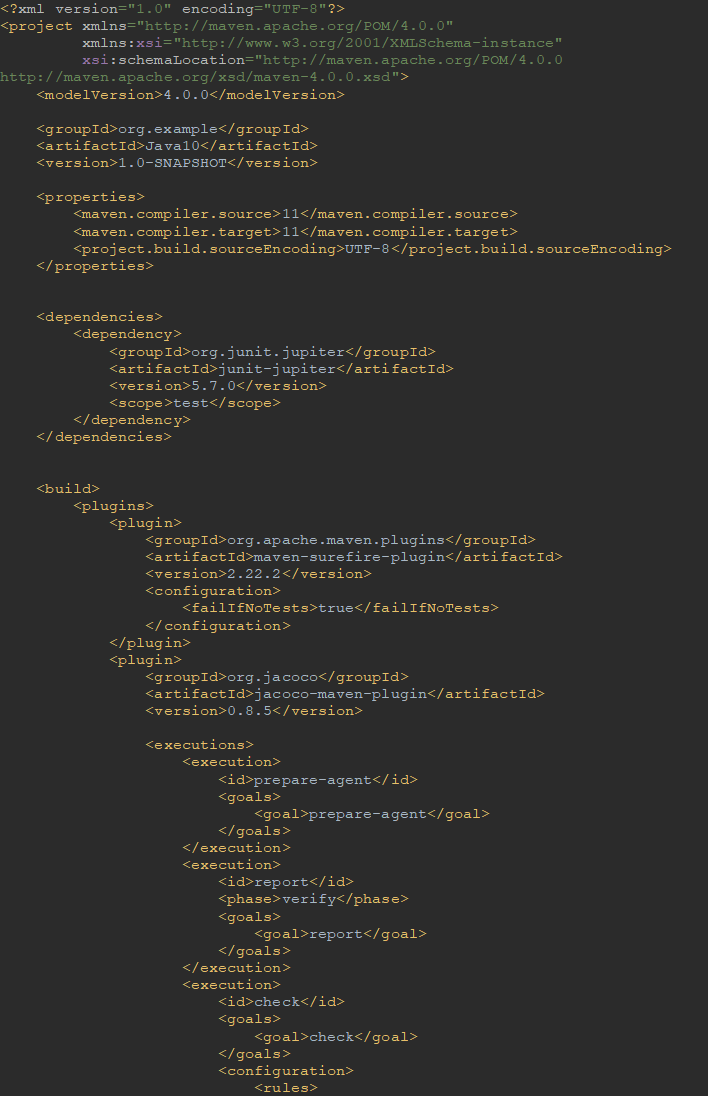 <?xml version="1.0" encoding="UTF-8"?>
<project xmlns="http://maven.apache.org/POM/4.0.0"
         xmlns:xsi="http://www.w3.org/2001/XMLSchema-instance"
         xsi:schemaLocation="http://maven.apache.org/POM/4.0.0
http://maven.apache.org/xsd/maven-4.0.0.xsd">
    <modelVersion>4.0.0</modelVersion>

    <groupId>org.example</groupId>
    <artifactId>Java10</artifactId>
    <version>1.0-SNAPSHOT</version>

    <properties>
        <maven.compiler.source>11</maven.compiler.source>
        <maven.compiler.target>11</maven.compiler.target>
        <project.build.sourceEncoding>UTF-8</project.build.sourceEncoding>
    </properties>


    <dependencies>
        <dependency>
            <groupId>org.junit.jupiter</groupId>
            <artifactId>junit-jupiter</artifactId>
            <version>5.7.0</version>
            <scope>test</scope>
        </dependency>
    </dependencies>


    <build>
        <plugins>
            <plugin>
                <groupId>org.apache.maven.plugins</groupId>
                <artifactId>maven-surefire-plugin</artifactId>
                <version>2.22.2</version>
                <configuration>
                    <failIfNoTests>true</failIfNoTests>
                </configuration>
            </plugin>
            <plugin>
                <groupId>org.jacoco</groupId>
                <artifactId>jacoco-maven-plugin</artifactId>
                <version>0.8.5</version>

                <executions>
                    <execution>
                        <id>prepare-agent</id>
                        <goals>
                            <goal>prepare-agent</goal>
                        </goals>
                    </execution>
                    <execution>
                        <id>report</id>
                        <phase>verify</phase>
                        <goals>
                            <goal>report</goal>
                        </goals>
                    </execution>
                    <execution>
                        <id>check</id>
                        <goals>
                            <goal>check</goal>
                        </goals>
                        <configuration>
                            <rules>